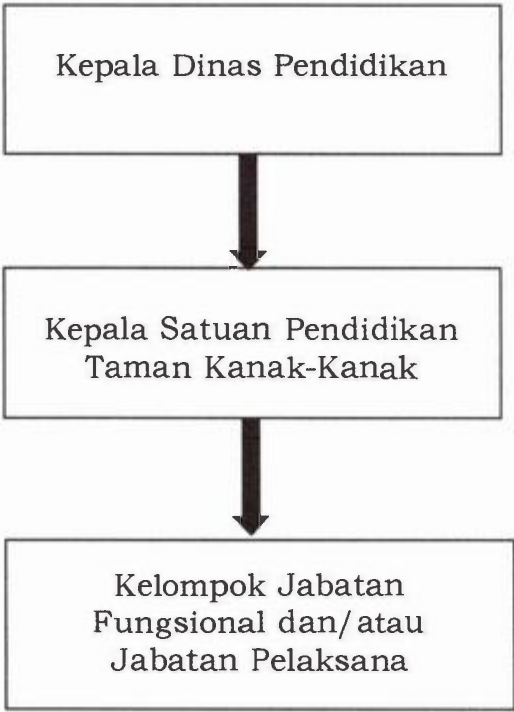 Kepala Dinas Pendidikan
Kepala Satuan Pendidikan
Taman Kanak-Kanak
Kelompok Jabatan
Fungsional dan/atau
Jabatan Pelaksana